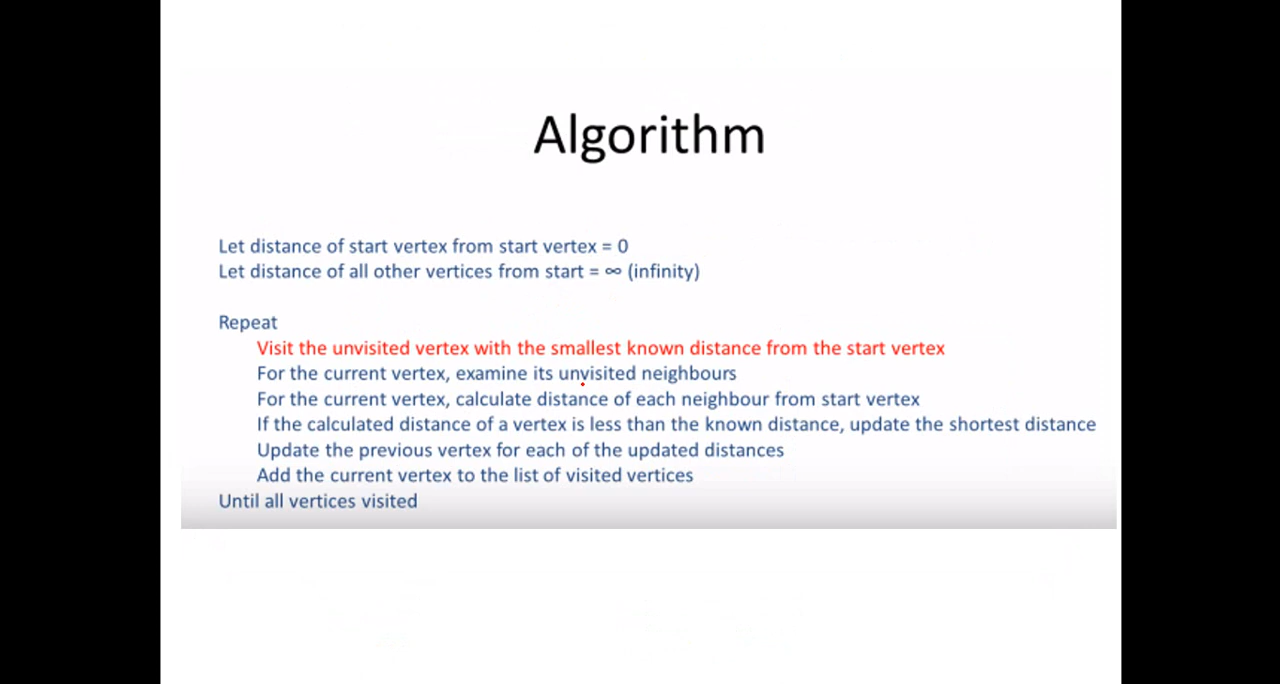 Algorithm
Let distance of start vertex from start vertex = 0
Let distance of all other vertices from start = ∞ (infinity)
Repeat
Visit the unvisited vertex with the smallest known distance from the start vertex
For the current vertex, examine its unvisited neighbours
For the current vertex, calculate distance of each neighbour from start vertex
If the calculated distance of a vertex is less than the known distance, update the shortest distance
Update the previous vertex for each of the updated distances
Add the current vertex to the list of visited vertices
Until all vertices visited